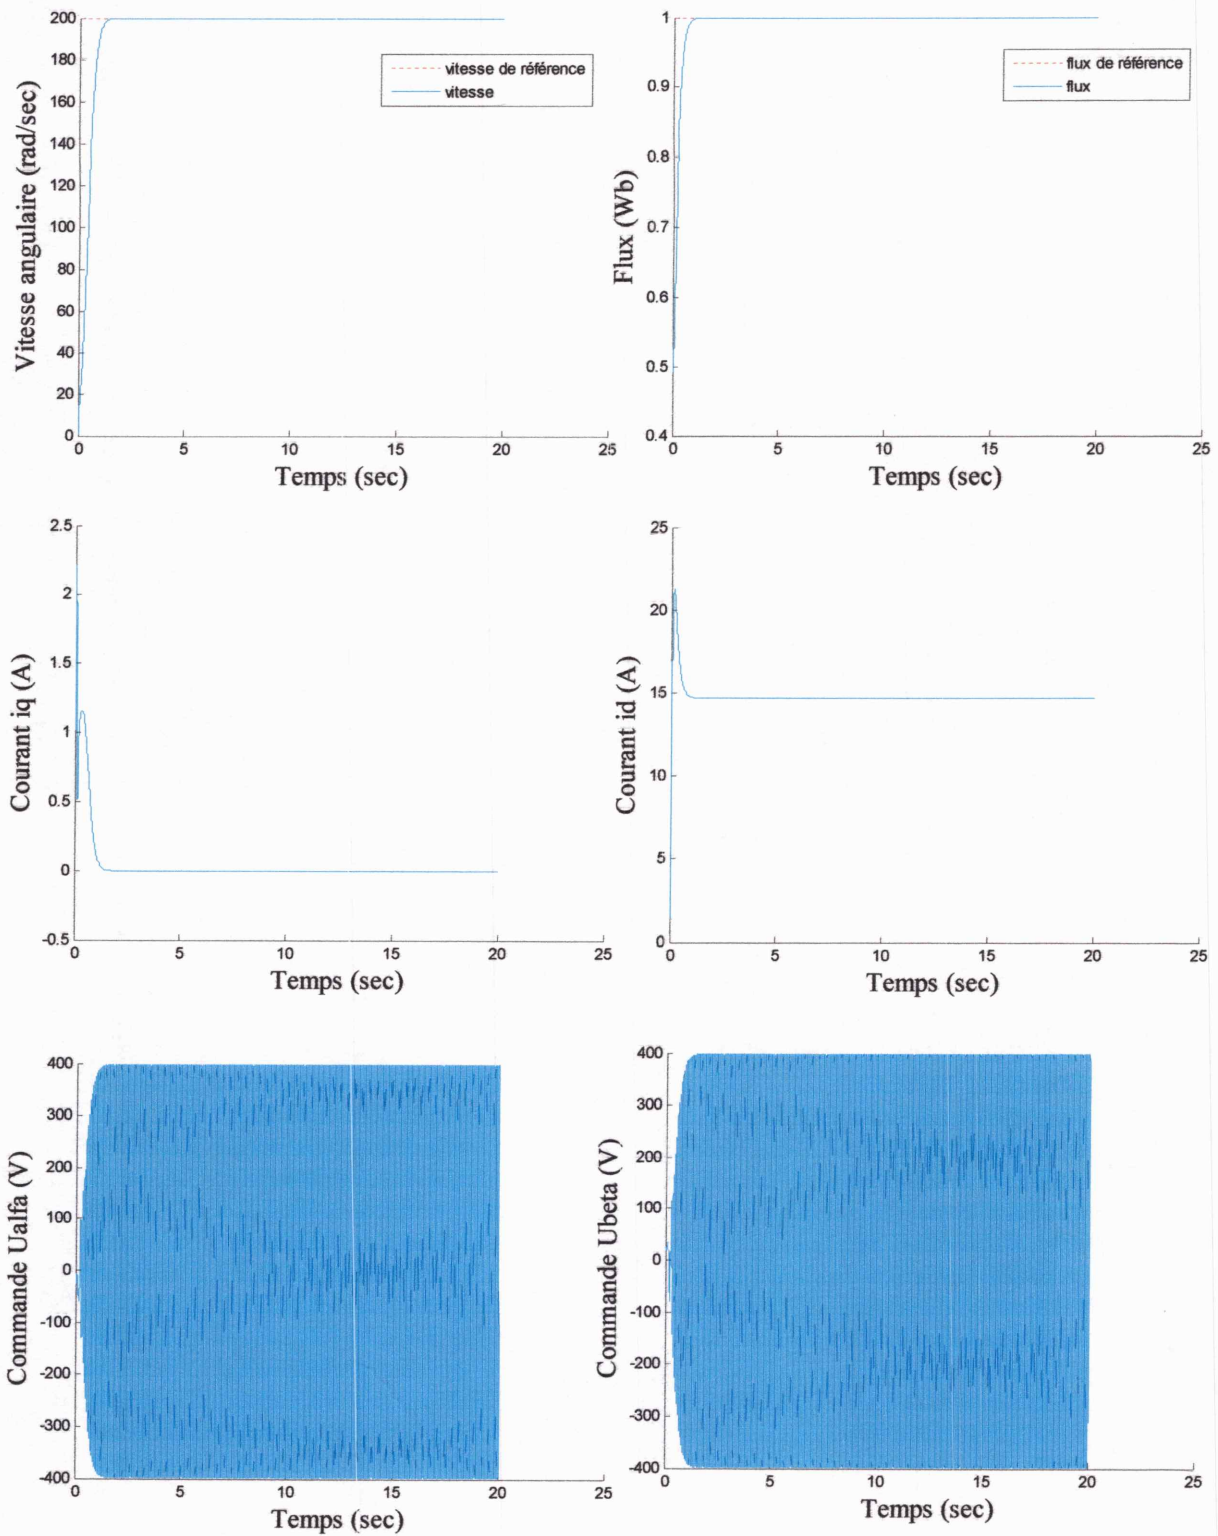 200
180
160
140
120
100
80
60
40
20
0
Vitesse angulaire (rad/sec)
vitesse de référence
vitesse
0 5 10 15 20 25
Temps (sec)
1
0.9
0.8
0.7
0.6
0.5
0.4
Flux (Wb)
flux de référence
flux
0 5 10 15 20 25
Temps (sec)
2.5
2
1.5
1
0.5
0
-0.5
Courant iq (A)
0 5 10 15 20 25
Temps (sec)
25
20
15
10
5
0
Courant id (A)
0 5 10 15 20 25
Temps (sec)
400
300
200
100
0
-100
-200
-300
-400
Commande Ualfa (V)
0 5 10 15 20 25
Temps (sec)
400
300
200
100
0
-100
-200
-300
-400
Commande Ubeta (V)
0 5 10 15 20 25
Temps (sec)